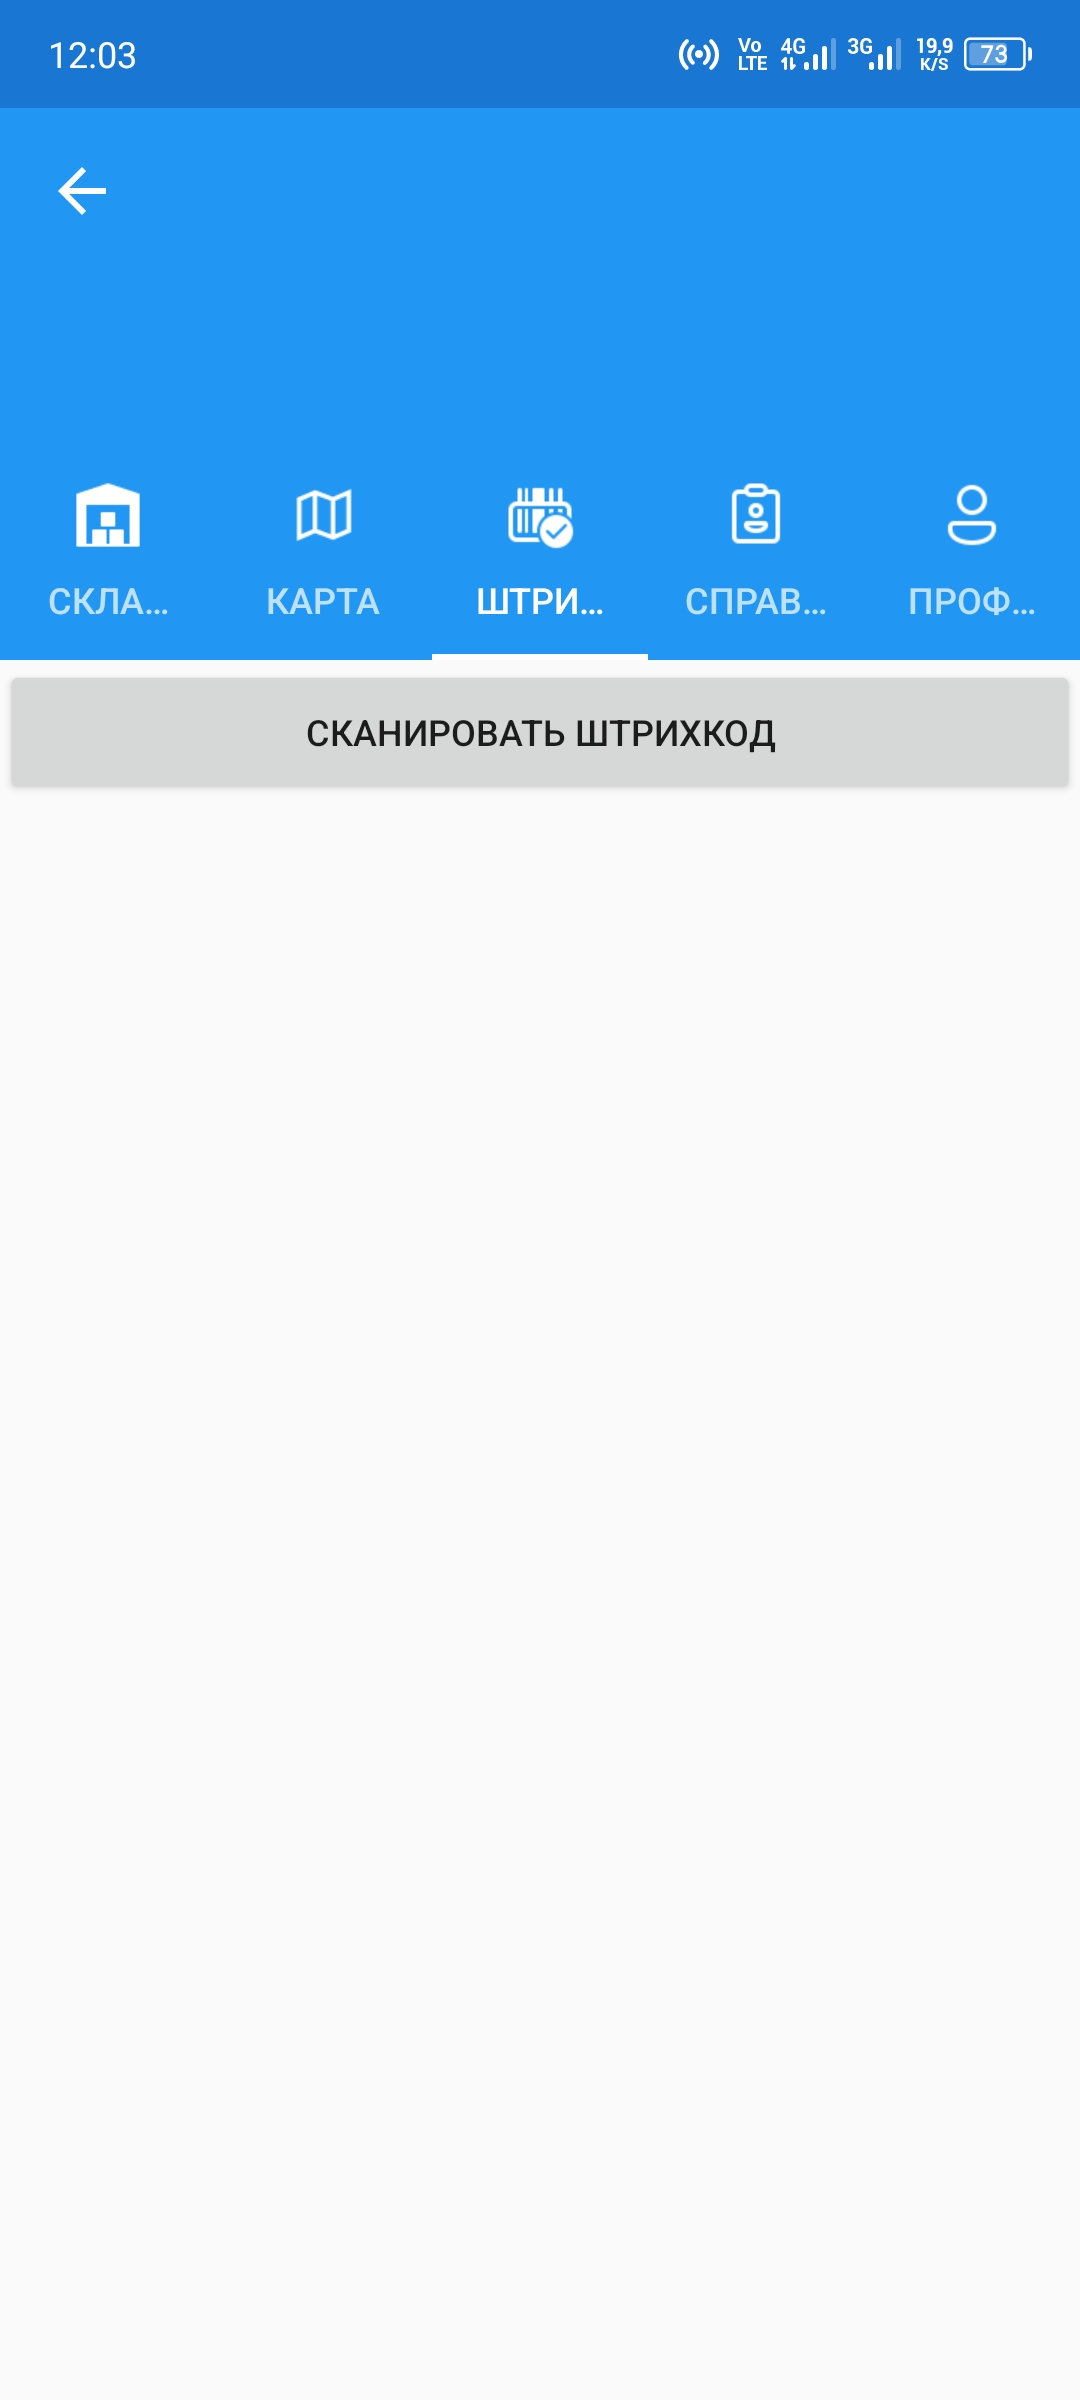 12:03 Vo LTE 4G 3G 19,9 K/S 73
СКЛА... КАРТА ШТРИ... СПРАВ... ПРОФ...
СКАНИРОВАТЬ ШТРИХКОД